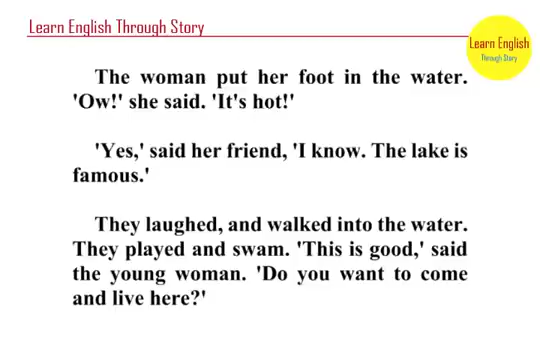 Learn English Through Story
Learn English
Through Story
The woman put her foot in the water.
'Ow!' she said. 'It's hot!'
'Yes,' said her friend, 'I know. The lake is
famous.'
They laughed, and walked into the water.
They played and swam. 'This is good,' said
the young woman. 'Do you want to come
and live here?'